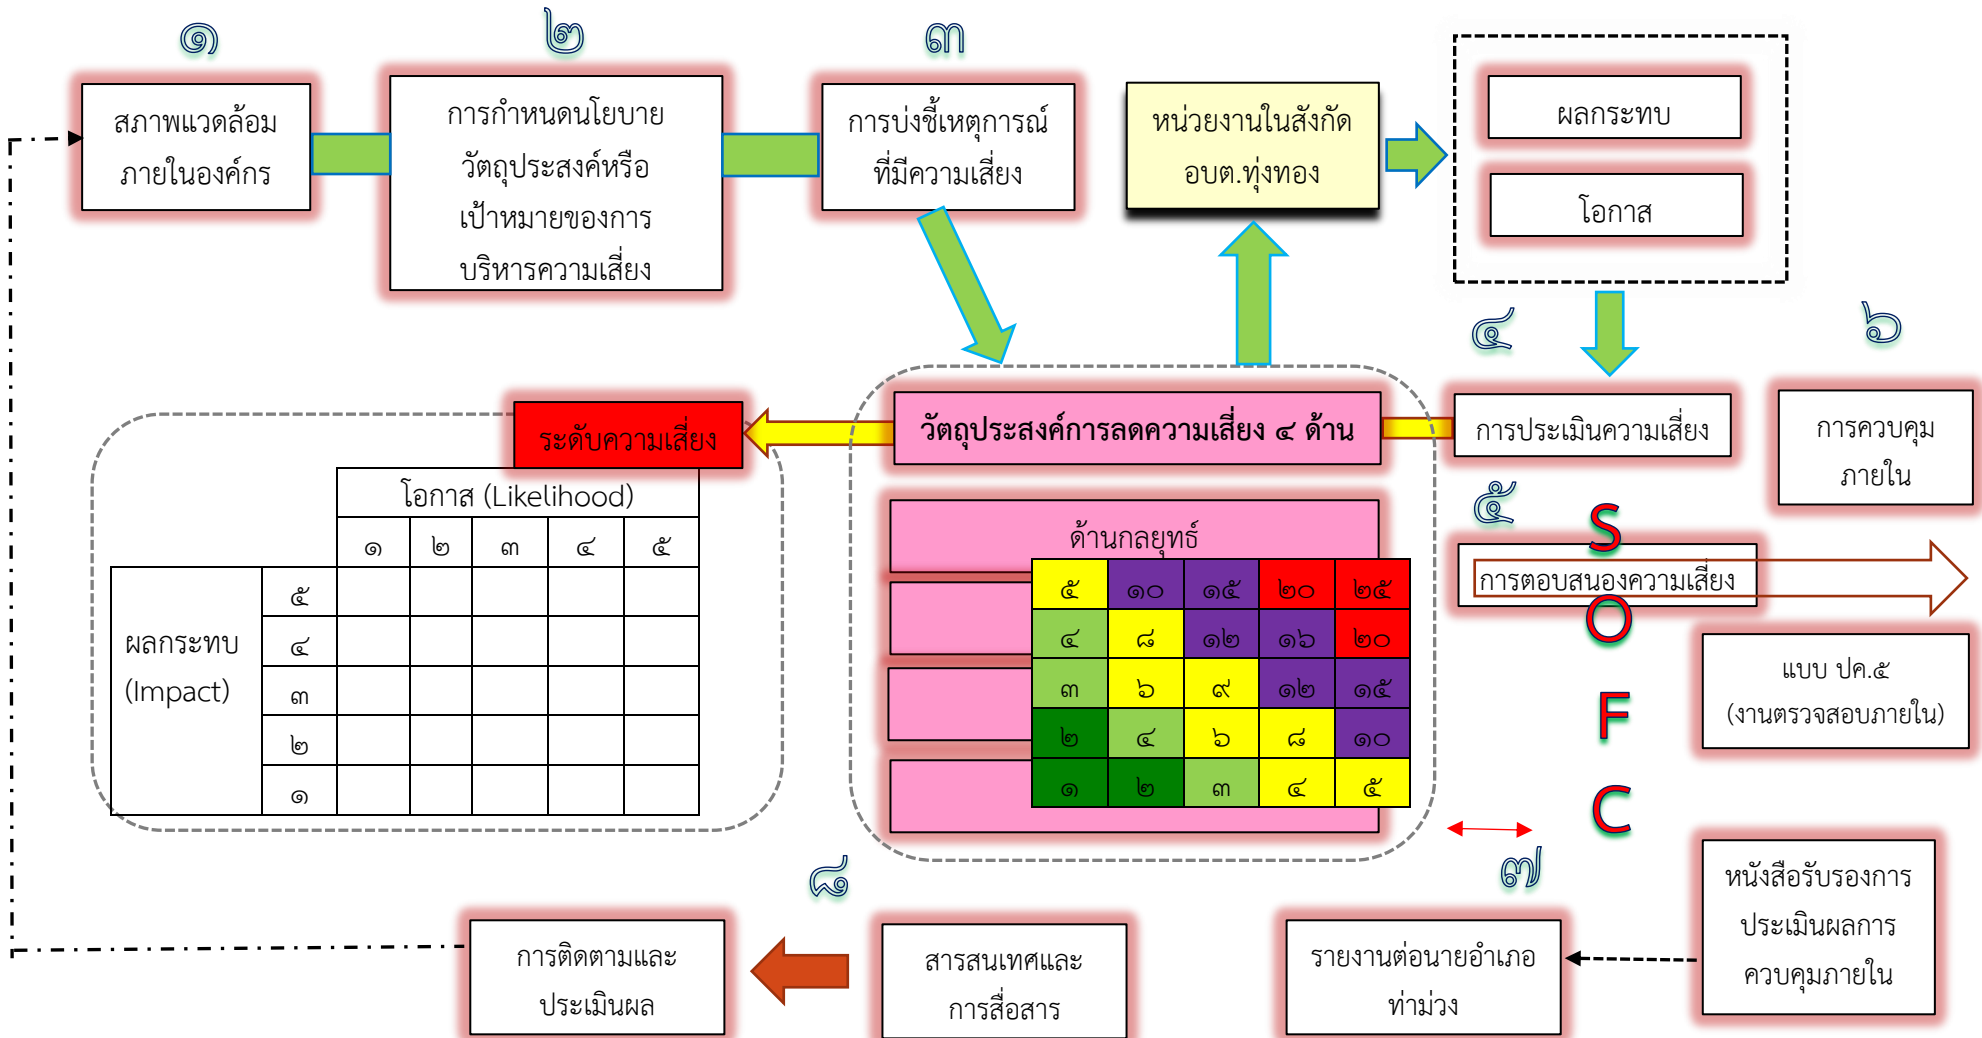 ๑
๒
๓
สภาพแวดล้อม
ภายในองค์กร
การกำหนดนโยบาย
วัตถุประสงค์หรือ
เป้าหมายของการ
บริหารความเสี่ยง
การบ่งชี้เหตุการณ์
ที่มีความเสี่ยง
หน่วยงานในสังกัด
อบต.ทุ่งทอง
ผลกระทบ
โอกาส
๔
๖
ระดับความเสี่ยง
วัตถุประสงค์การลดความเสี่ยง ๔ ด้าน
การประเมินความเสี่ยง
การควบคุม
ภายใน
โอกาส (Likelihood)
๑ ๒ ๓ ๔ ๕
ผลกระทบ
(Impact)
๕
๔
๓
๒
๑
ด้านกลยุทธ์
๕ ๑๐ ๑๕ ๒๐ ๒๕
๔ ๘ ๑๒ ๑๖ ๒๐
๓ ๖ ๙ ๑๒ ๑๕
๒ ๔ ๖ ๘ ๑๐
๑ ๒ ๓ ๔ ๕
๕
การตอบสนองความเสี่ยง
S
O
F
C
แบบ ปค.๕
(งานตรวจสอบภายใน)
๘
๗
การติดตามและ
ประเมินผล
สารสนเทศและ
การสื่อสาร
รายงานต่อนายอำเภอ
ท่าม่วง
หนังสือรับรองการ
ประเมินผลการ
ควบคุมภายใน